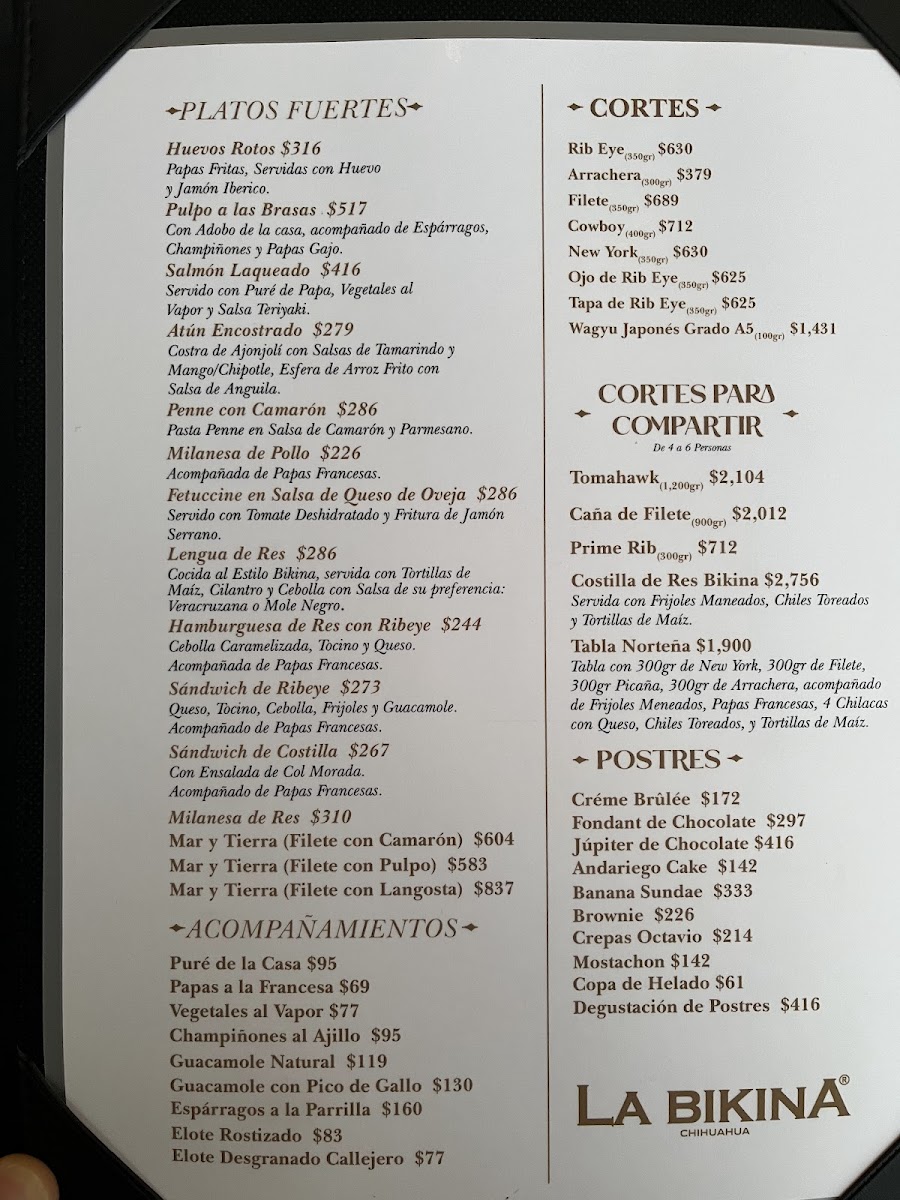 PLATOS FUERTES
Huevos Rotos $316
Papas Fritas, Servidas con Huevo
y Jamón Iberico.
Pulpo a las Brasas $517
Con Adobo de la casa, acompañado de Espárragos,
Champiñones y Papas Gajo.
Salmón Laqueado $416
Servido con Puré de Papa, Vegetales al
Vapor y Salsa Teriyaki.
Atún Encostrado $279
Costra de Ajonjolí con Salsas de Tamarindo y
Mango/Chipotle, Esfera de Arroz Frito con
Salsa de Anguila.
Penne con Camarón $286
Pasta Penne en Salsa de Camarón y Parmesano.
Milanesa de Pollo $226
Acompañada de Papas Francesas.
Fetuccine en Salsa de Queso de Oveja $286
Servido con Tomate Deshidratado y Fritura de Jamón
Serrano.
Lengua de Res $286
Cocida al Estilo Bikina, servida con Tortillas de
Maíz, Cilantro y Cebolla con Salsa de su preferencia:
Veracruzana o Mole Negro.
Hamburguesa de Res con Ribeye $244
Cebolla Caramelizada, Tocino y Queso.
Acompañada de Papas Francesas.
Sándwich de Ribeye $273
Queso, Tocino, Cebolla, Frijoles y Guacamole.
Acompañado de Papas Francesas.
Sándwich de Costilla $267
Con Ensalada de Col Morada.
Acompañado de Papas Francesas.
Milanesa de Res $310
Mar y Tierra (Filete con Camarón) $604
Mar y Tierra (Filete con Pulpo) $583
Mar y Tierra (Filete con Langosta) $837
ACOMPAÑAMIENTOS
Puré de la Casa $95
Papas a la Francesa $69
Vegetales al Vapor $77
Champiñones al Ajillo $95
Guacamole Natural $119
Guacamole con Pico de Gallo $130
Espárragos a la Parrilla $160
Elote Rostizado $83
Elote Desgranado Callejero $77
CORTES
Rib Eye (350gr) $630
Arrachera (300gr) $379
Filete (350gr) $689
Cowboy (400gr) $712
New York (350gr) $630
Ojo de Rib Eye (350gr) $625
Tapa de Rib Eye (350gr) $625
Wagyu Japonés Grado A5 (100gr) $1,431
CORTES PARA
COMPARTIR
De 4 a 6 Personas
Tomahawk (1,200gr) $2,104
Caña de Filete (900gr) $2,012
Prime Rib (300gr) $712
Costilla de Res Bikina $2,756
Servida con Frijoles Maneados, Chiles Toreados
y Tortillas de Maíz.
Tabla Norteña $1,900
Tabla con 300gr de New York, 300gr de Filete,
300gr Picaña, 300gr de Arrachera, acompañado
de Frijoles Meneados, Papas Francesas, 4 Chilacas
con Queso, Chiles Toreados, y Tortillas de Maíz.
POSTRES
Créme Brûlée $172
Fondant de Chocolate $297
Júpiter de Chocolate $416
Andariego Cake $142
Banana Sundae $333
Brownie $226
Crepas Octavio $214
Mostachon $142
Copa de Helado $61
Degustación de Postres $416
LA BIKINA®
CHIHUAHUA